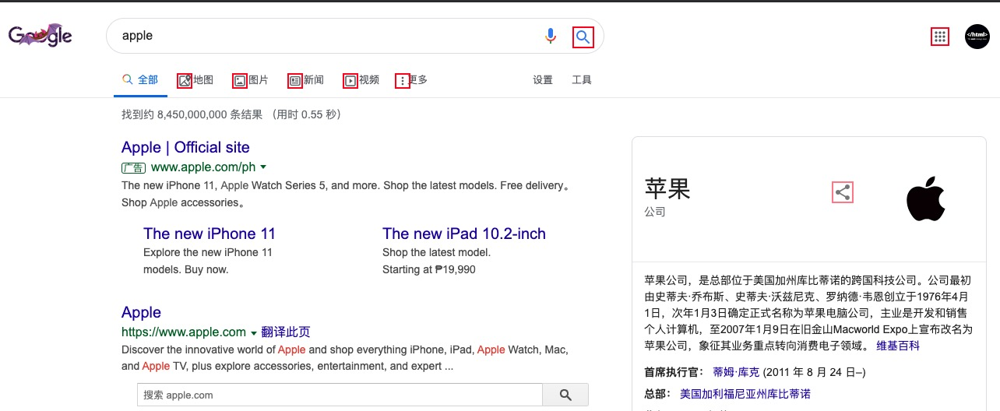 Google
apple
</html>
全部 地图 图片 新闻 视频 更多 设置 工具
找到约 8,450,000,000 条结果 （用时 0.55 秒）
Apple | Official site
广告 www.apple.com/ph
The new iPhone 11, Apple Watch Series 5, and more. Shop the latest models. Free delivery。
Shop Apple accessories。
The new iPhone 11
Explore the new iPhone 11
models. Buy now.
The new iPad 10.2-inch
Shop the latest model.
Starting at ₱19,990
Apple
https://www.apple.com 翻译此页
Discover the innovative world of Apple and shop everything iPhone, iPad, Apple Watch, Mac,
and Apple TV, plus explore accessories, entertainment, and expert ...
搜索 apple.com
苹果
公司
苹果公司，是总部位于美国加州库比蒂诺的跨国科技公司。公司最初
由史蒂夫·乔布斯、史蒂夫·沃兹尼克、罗纳德·韦恩创立于1976年4月
1日，次年1月3日确定正式名称为苹果电脑公司，主业是开发和销售
个人计算机，至2007年1月9日在旧金山Macworld Expo上宣布改名为
苹果公司，象征其业务重点转向消费电子领域。 维基百科
首席执行官： 蒂姆·库克 (2011 年 8 月 24 日–)
总部： 美国加利福尼亚州库比蒂诺